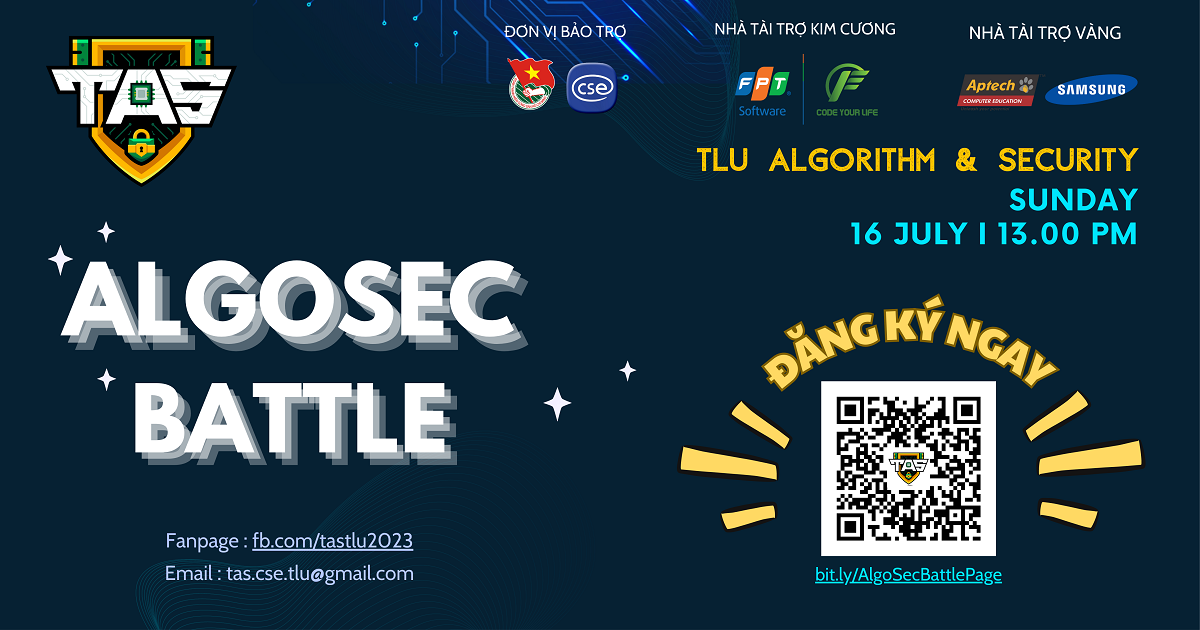 TAS
ĐƠN VỊ BẢO TRỢ
cse
NHÀ TÀI TRỢ KIM CƯƠNG
FPT
Software
CODE YOUR LIFE
NHÀ TÀI TRỢ VÀNG
Aptech
COMPUTER EDUCATION
SAMSUNG
TLU ALGORITHM & SECURITY
SUNDAY
16 JULY I 13.00 PM
ALGOSEC
BATTLE
ĐĂNG KÝ NGAY
TAS
bit.ly/AlgoSecBattlePage
Fanpage : fb.com/tastlu2023
Email : tas.cse.tlu@gmail.com